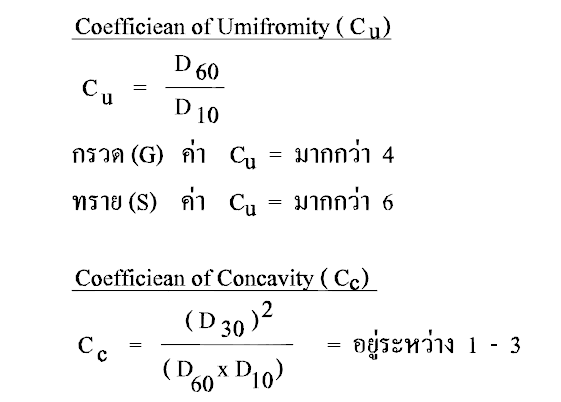 Coefficiean of Umifromity ( Cu )
Cu = D60 / D10
กรวด (G) ค่า Cu = มากกว่า 4
ทราย (S) ค่า Cu = มากกว่า 6
Coefficiean of Concavity ( Cc )
Cc = ( D30 )² / ( D60 x D10 ) = อยู่ระหว่าง 1 - 3